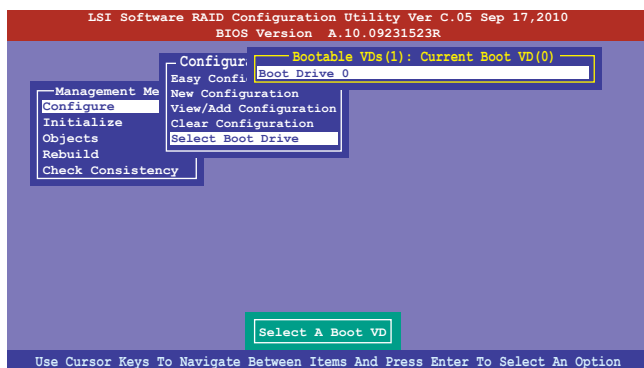 LSI Software RAID Configuration Utility Ver C.05 Sep 17,2010
BIOS Version A.10.09231523R
Bootable VDs(1): Current Boot VD(0)
Boot Drive 0
Configura
Easy Confi
New Configuration
View/Add Configuration
Clear Configuration
Select Boot Drive
Management Me
Configure
Initialize
Objects
Rebuild
Check Consistency
Select A Boot VD
Use Cursor Keys To Navigate Between Items And Press Enter To Select An Option